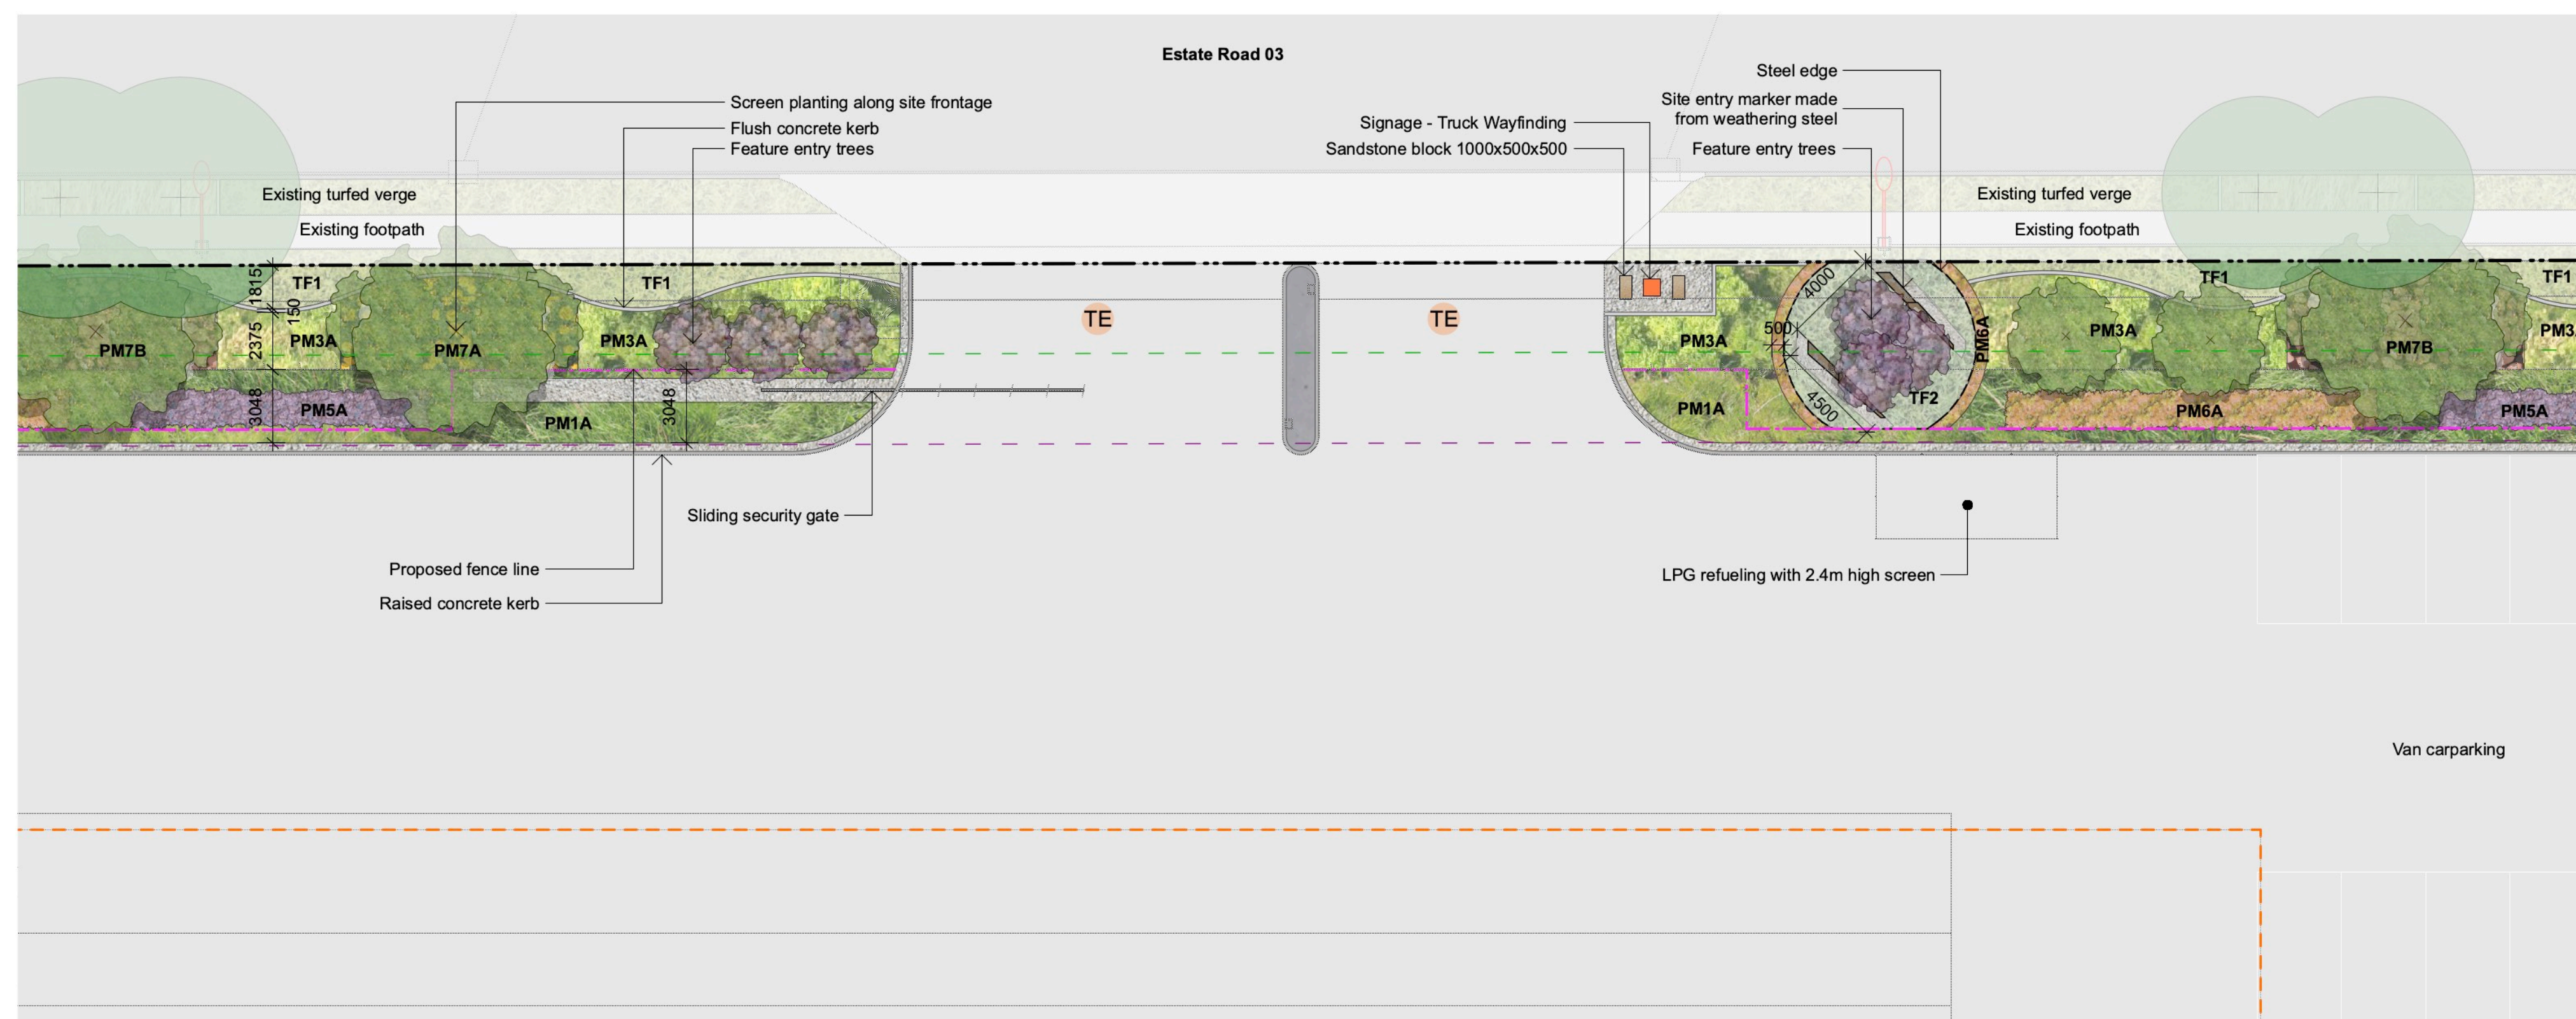 Estate Road 03
Steel edge
Screen planting along site frontage
Site entry marker made
from weathering steel
Flush concrete kerb
Signage - Truck Wayfinding
Feature entry trees
Sandstone block 1000x500x500
Feature entry trees
Existing turfed verge
Existing turfed verge
Existing footpath
Existing footpath
1815
TF1
TF1
4000
TF1
TF1
150
TE
TE
2375
PM3A
PM3A
PM3A
500
PM6A
PM3A
PM3
PM7B
PM7A
PM7B
3048
PM5A
3048
PM1A
PM1A
4500
TF2
PM6A
PM5A
Sliding security gate
Proposed fence line
LPG refueling with 2.4m high screen
Raised concrete kerb
Van carparking